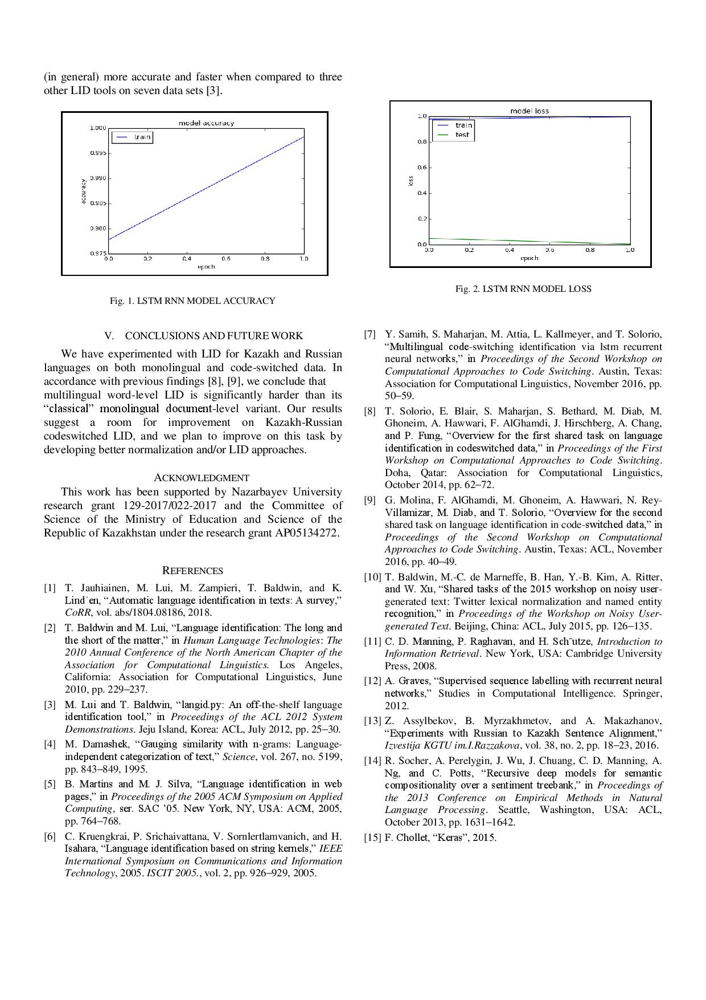 (in general) more accurate and faster when compared to three
other LID tools on seven data sets [3].
model accuracy
1.000
0.995
0.990
0.985
0.980
0.975
accuracy
train
0.0 0.2 0.4 0.6 0.8 1.0
epoch
Fig. 1. LSTM RNN MODEL ACCURACY
V. CONCLUSIONS AND FUTURE WORK
We have experimented with LID for Kazakh and Russian
languages on both monolingual and code-switched data. In
accordance with previous findings [8], [9], we conclude that
multilingual word-level LID is significantly harder than its
“classical” monolingual document-level variant. Our results
suggest a room for improvement on Kazakh-Russian
codeswitched LID, and we plan to improve on this task by
developing better normalization and/or LID approaches.
ACKNOWLEDGMENT
This work has been supported by Nazarbayev University
research grant 129-2017/022-2017 and the Committee of
Science of the Ministry of Education and Science of the
Republic of Kazakhstan under the research grant AP05134272.
REFERENCES
[1] T. Jauhiainen, M. Lui, M. Zampieri, T. Baldwin, and K.
Lind´en, “Automatic language identification in texts: A survey,”
CoRR, vol. abs/1804.08186, 2018.
[2] T. Baldwin and M. Lui, “Language identification: The long and
the short of the matter,” in Human Language Technologies: The
2010 Annual Conference of the North American Chapter of the
Association for Computational Linguistics. Los Angeles,
California: Association for Computational Linguistics, June
2010, pp. 229–237.
[3] M. Lui and T. Baldwin, “langid.py: An off-the-shelf language
identification tool,” in Proceedings of the ACL 2012 System
Demonstrations. Jeju Island, Korea: ACL, July 2012, pp. 25–30.
[4] M. Damashek, “Gauging similarity with n-grams: Language-
independent categorization of text,” Science, vol. 267, no. 5199,
pp. 843–849, 1995.
[5] B. Martins and M. J. Silva, “Language identification in web
pages,” in Proceedings of the 2005 ACM Symposium on Applied
Computing, ser. SAC ’05. New York, NY, USA: ACM, 2005,
pp. 764–768.
[6] C. Kruengkrai, P. Srichaivattana, V. Sornlertlamvanich, and H.
Isahara, “Language identification based on string kernels,” IEEE
International Symposium on Communications and Information
Technology, 2005. ISCIT 2005., vol. 2, pp. 926–929, 2005.
model loss
1.0
0.8
0.6
0.4
0.2
0.0
loss
train
test
0.0 0.2 0.4 0.6 0.8 1.0
epoch
Fig. 2. LSTM RNN MODEL LOSS
[7] Y. Samih, S. Maharjan, M. Attia, L. Kallmeyer, and T. Solorio,
“Multilingual code-switching identification via lstm recurrent
neural networks,” in Proceedings of the Second Workshop on
Computational Approaches to Code Switching. Austin, Texas:
Association for Computational Linguistics, November 2016, pp.
50–59.
[8] T. Solorio, E. Blair, S. Maharjan, S. Bethard, M. Diab, M.
Ghoneim, A. Hawwari, F. AlGhamdi, J. Hirschberg, A. Chang,
and P. Fung, “Overview for the first shared task on language
identification in codeswitched data,” in Proceedings of the First
Workshop on Computational Approaches to Code Switching.
Doha, Qatar: Association for Computational Linguistics,
October 2014, pp. 62–72.
[9] G. Molina, F. AlGhamdi, M. Ghoneim, A. Hawwari, N. Rey-
Villamizar, M. Diab, and T. Solorio, “Overview for the second
shared task on language identification in code-switched data,” in
Proceedings of the Second Workshop on Computational
Approaches to Code Switching. Austin, Texas: ACL, November
2016, pp. 40–49.
[10] T. Baldwin, M.-C. de Marneffe, B. Han, Y.-B. Kim, A. Ritter,
and W. Xu, “Shared tasks of the 2015 workshop on noisy user-
generated text: Twitter lexical normalization and named entity
recognition,” in Proceedings of the Workshop on Noisy User-
generated Text. Beijing, China: ACL, July 2015, pp. 126–135.
[11] C. D. Manning, P. Raghavan, and H. Sch¨utze, Introduction to
Information Retrieval. New York, USA: Cambridge University
Press, 2008.
[12] A. Graves, “Supervised sequence labelling with recurrent neural
networks,” Studies in Computational Intelligence. Springer,
2012.
[13] Z. Assylbekov, B. Myrzakhmetov, and A. Makazhanov,
“Experiments with Russian to Kazakh Sentence Alignment,”
Izvestija KGTU im.I.Razzakova, vol. 38, no. 2, pp. 18–23, 2016.
[14] R. Socher, A. Perelygin, J. Wu, J. Chuang, C. D. Manning, A.
Ng, and C. Potts, “Recursive deep models for semantic
compositionality over a sentiment treebank,” in Proceedings of
the 2013 Conference on Empirical Methods in Natural
Language Processing. Seattle, Washington, USA: ACL,
October 2013, pp. 1631–1642.
[15] F. Chollet, “Keras”, 2015.